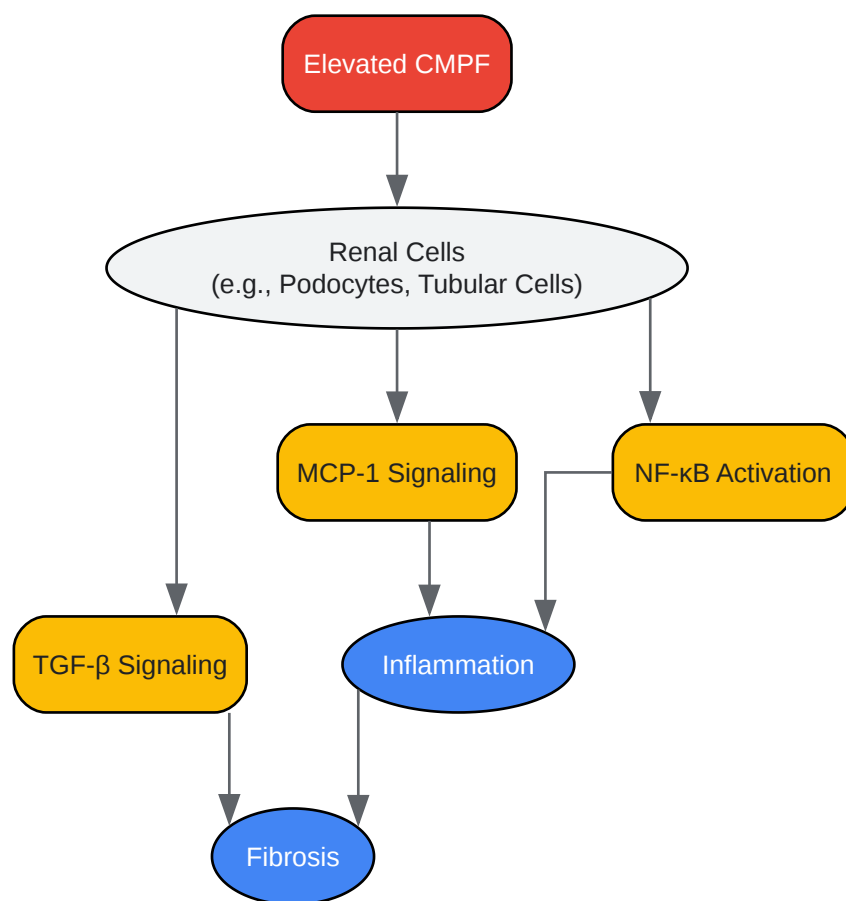 Elevated CMPF
Renal Cells
(e.g., Podocytes, Tubular Cells)
MCP-1 Signaling
NF-κB Activation
TGF-β Signaling
Inflammation
Fibrosis